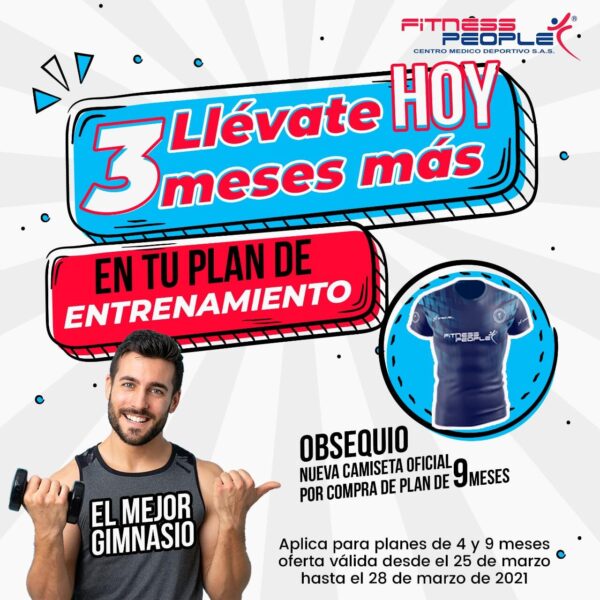 FiTNéSS
PEOPLE®
CENTRO MEDICO DEPORTIVO S.A.S.
Llévate HOY
3 meses más
EN TU PLAN DE
ENTRENAMIENTO
FiTNéSS
PEOPLE
OBSEQUIO
NUEVA CAMISETA OFICIAL
POR COMPRA DE PLAN DE 9 MESES
EL MEJOR
GIMNASIO
Aplica para planes de 4 y 9 meses
oferta válida desde el 25 de marzo
hasta el 28 de marzo de 2021